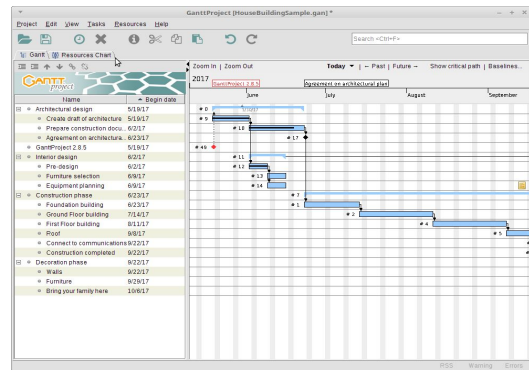 GanttProject [HouseBuildingSample.gan] *
Project Edit View Tasks Resources Help
Search <Ctrl+F>
Gantt Resources Chart
GANTT project
Zoom In | Zoom Out Today | ← Past | Future → Show critical path | Baselines...
2017
GanttProject 2.8.5 Agreement on architectural plan
June July August September
Name Begin date
Architectural design 5/19/17 # 0
Create draft of architecture 5/19/17 # 9
Prepare construction docu... 6/2/17 # 10
Agreement on architectura... 6/23/17 # 17
GanttProject 2.8.5 5/19/17 # 49
Interior design 6/2/17 # 11
Pre-design 6/2/17 # 12
Furniture selection 6/9/17 # 13
Equipment planning 6/9/17 # 14
Construction phase 6/23/17 # 7
Foundation building 6/23/17 # 1
Ground Floor building 7/14/17 # 2
First Floor building 8/11/17 # 4
Roof 9/8/17 # 5
Connect to communications 9/22/17
Construction completed 9/22/17
Decoration phase 9/22/17
Walls 9/22/17
Furniture 9/29/17
Bring your family here 10/6/17
RSS Warning Errors